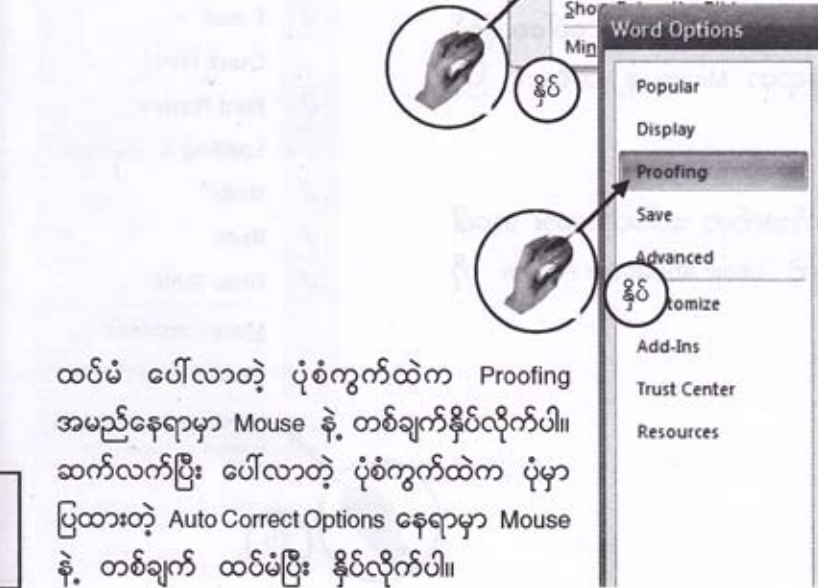 Word Options
Min
နှိပ်
Popular
Display
Proofing
Save
Advanced
နှိပ်
tomize
Add-Ins
Trust Center
Resources
ထပ်မံ ပေါ်လာတဲ့ ပုံစံကွက်ထဲက Proofing
အမည်နေရာမှာ Mouse နဲ့ တစ်ချက်နှိပ်လိုက်ပါ။
ဆက်လက်ပြီး ပေါ်လာတဲ့ ပုံစံကွက်ထဲက ပုံမှာ
ပြထားတဲ့ Auto Correct Options နေရာမှာ Mouse
နဲ့ တစ်ချက် ထပ်မံပြီး နှိပ်လိုက်ပါ။